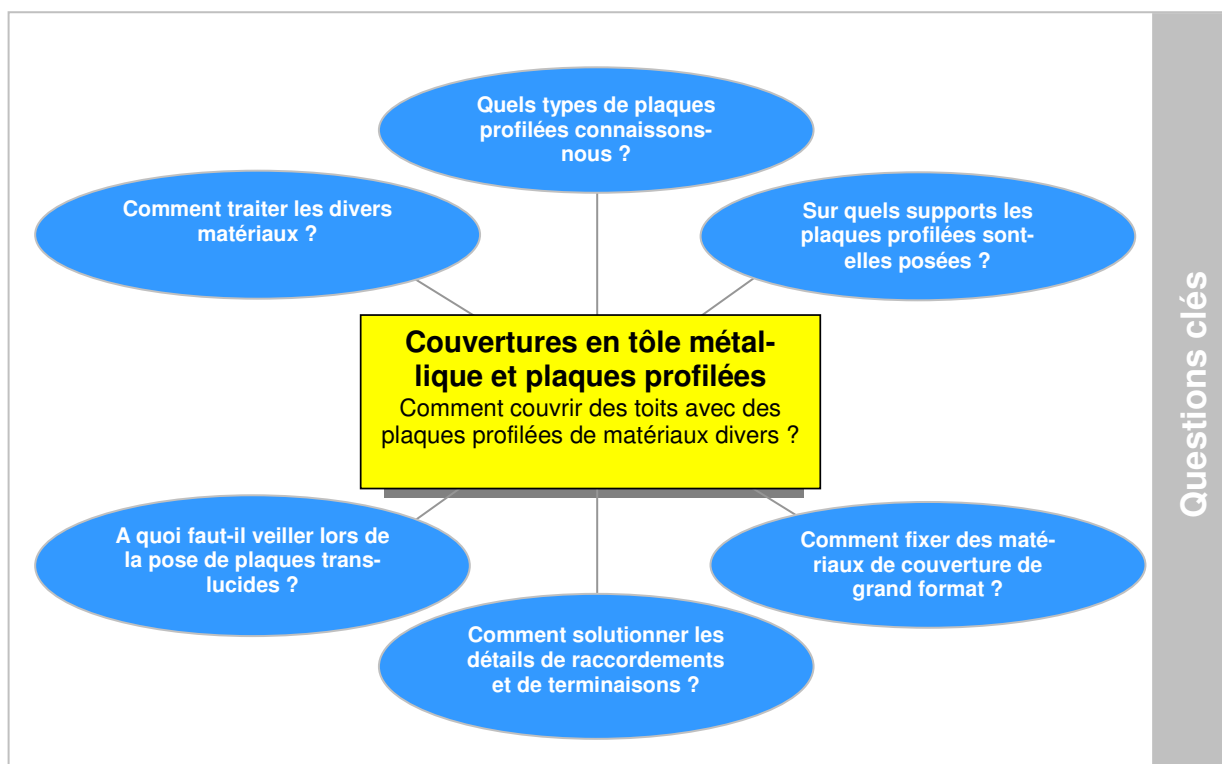 Quels types de plaques
profilées connaissons-
nous ?
Comment traiter les divers
matériaux ?
Sur quels supports les
plaques profilées sont-
elles posées ?
Couvertures en tôle métal-
lique et plaques profilées
Comment couvrir des toits avec des
plaques profilées de matériaux divers ?
A quoi faut-il veiller lors de
la pose de plaques trans-
lucides ?
Comment fixer des maté-
riaux de couverture de
grand format ?
Comment solutionner les
détails de raccordements
et de terminaisons ?
Questions clés